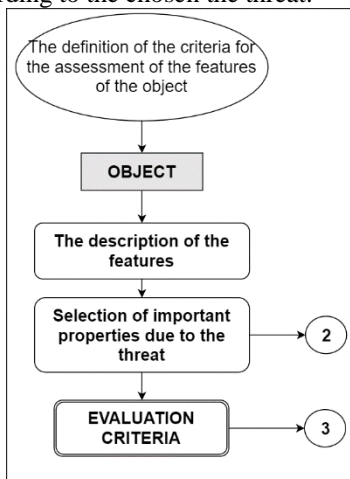 rding to the chosen the threat.
The definition of the criteria for
the assessment of the features
of the object
OBJECT
The description of the
features
Selection of important
properties due to the
threat
2
EVALUATION
CRITERIA
3